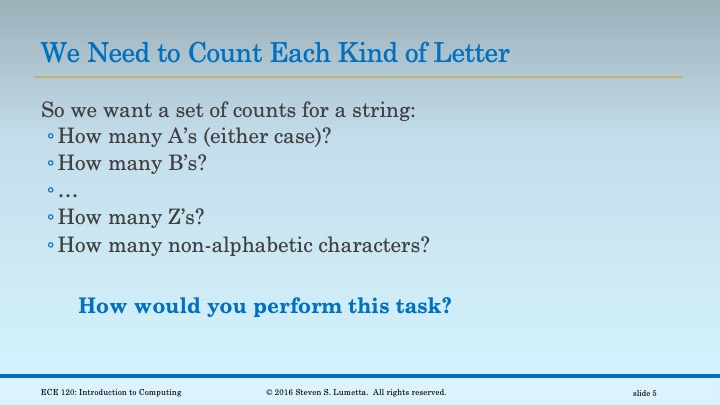 We Need to Count Each Kind of Letter
So we want a set of counts for a string:
◦How many A’s (either case)?
◦How many B’s?
◦…
◦How many Z’s?
◦How many non-alphabetic characters?
How would you perform this task?
ECE 120: Introduction to Computing © 2016 Steven S. Lumetta. All rights reserved. slide 5